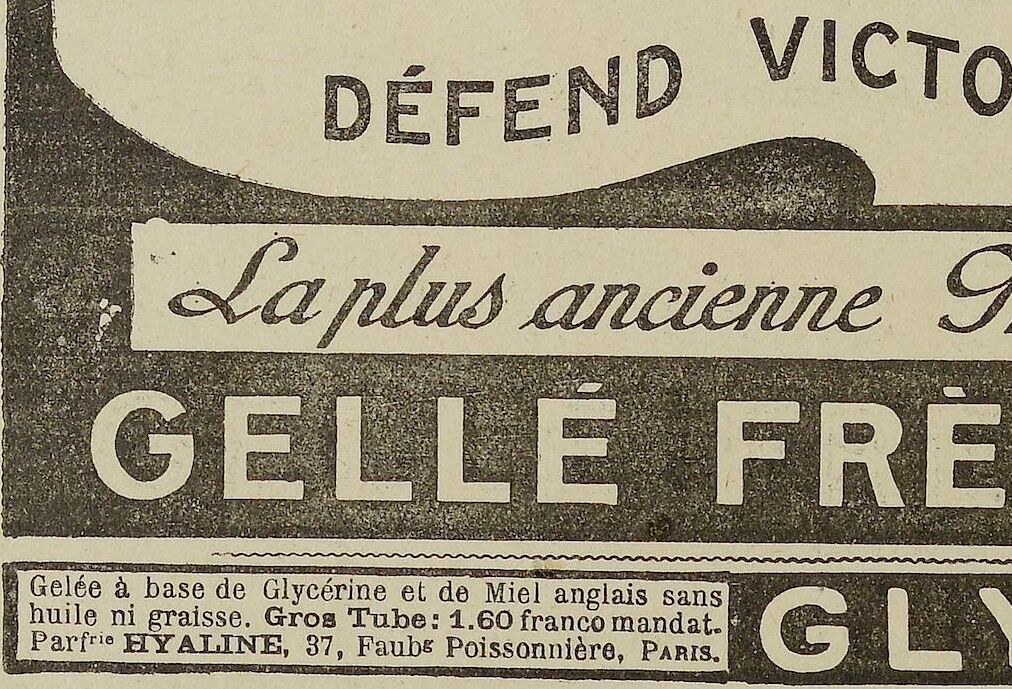 DÉFEND VICTO
La plus ancienne
GELLÉ FRÈ
Gelée à base de Glycérine et de Miel anglais sans
huile ni graisse. Gros Tube: 1.60 franco mandat.
Parfrie HYALINE, 37, Faubg Poissonnière, PARIS.
GLY